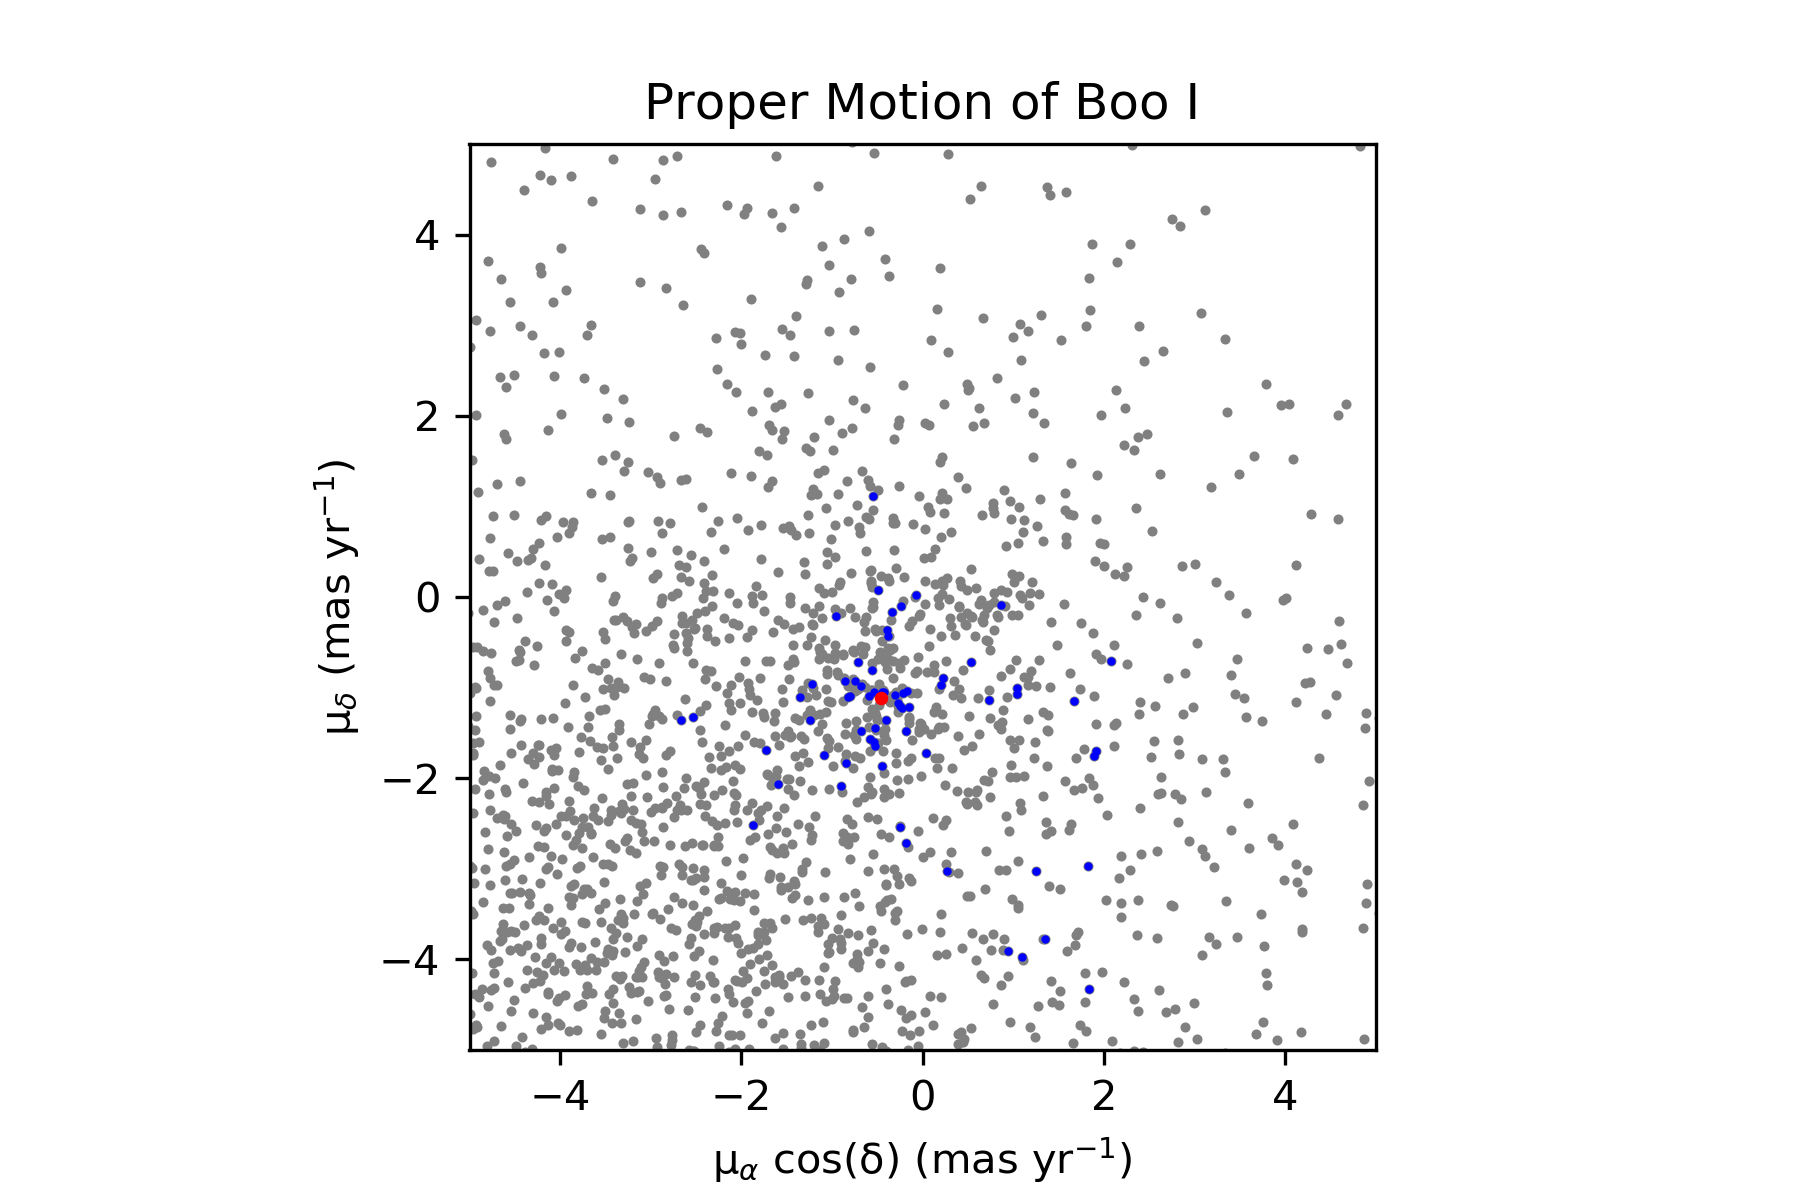 Proper Motion of Boo I
4
2
0
−2
−4
μδ (mas yr⁻¹)
−4 −2 0 2 4
μα cos(δ) (mas yr⁻¹)